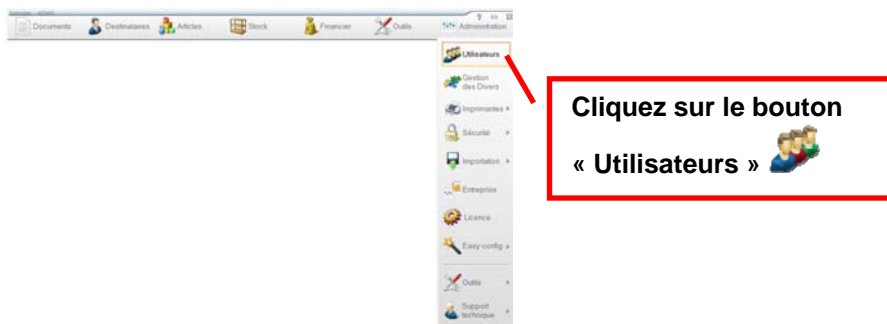 Documents Destinataires Articles Stock Financier Outils Administration
Utilisateurs
Gestion
des Divers
Imprimantes
Sécurité
Importation
Entreprise
Licence
Easy-config
Outils
Support
technique
Cliquez sur le bouton
« Utilisateurs »